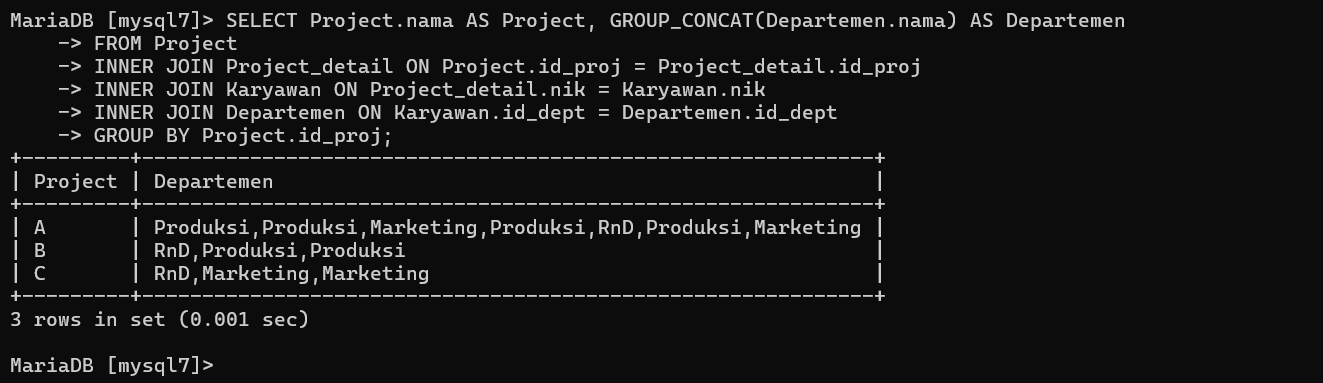 MariaDB [mysql7]> SELECT Project.nama AS Project, GROUP_CONCAT(Departemen.nama) AS Departemen
    -> FROM Project
    -> INNER JOIN Project_detail ON Project.id_proj = Project_detail.id_proj
    -> INNER JOIN Karyawan ON Project_detail.nik = Karyawan.nik
    -> INNER JOIN Departemen ON Karyawan.id_dept = Departemen.id_dept
    -> GROUP BY Project.id_proj;
+---------+-------------------------------------------------------------+
| Project | Departemen                                                  |
+---------+-------------------------------------------------------------+
| A       | Produksi,Produksi,Marketing,Produksi,RnD,Produksi,Marketing |
| B       | RnD,Produksi,Produksi                                       |
| C       | RnD,Marketing,Marketing                                     |
+---------+-------------------------------------------------------------+
3 rows in set (0.001 sec)

MariaDB [mysql7]>